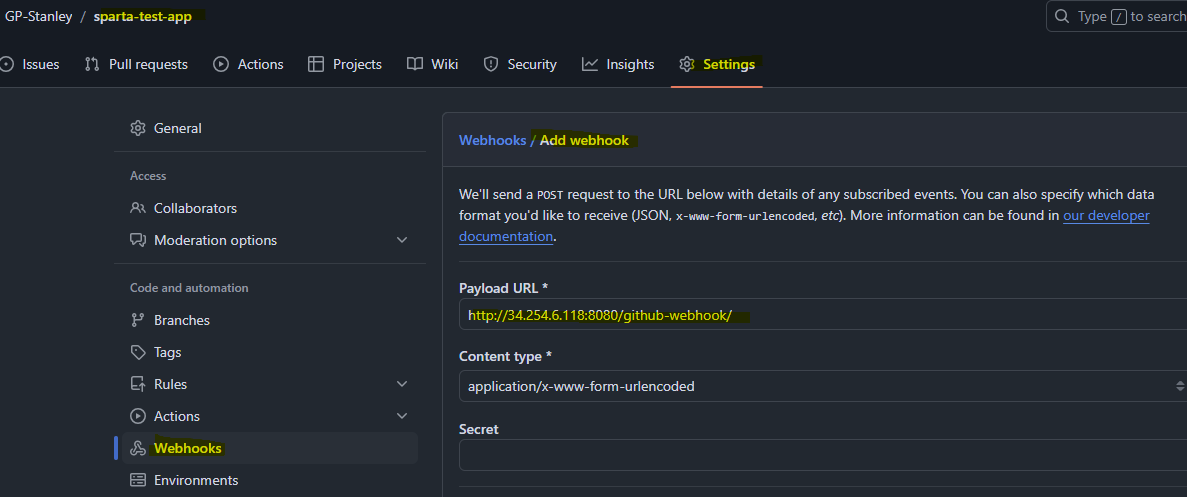 GP-Stanley / sparta-test-app
Type / to search
Issues Pull requests Actions Projects Wiki Security Insights Settings
General
Access
Collaborators
Moderation options
Code and automation
Branches
Tags
Rules
Actions
Webhooks
Environments
Webhooks / Add webhook
We'll send a POST request to the URL below with details of any subscribed events. You can also specify which data
format you'd like to receive (JSON, x-www-form-urlencoded, etc). More information can be found in our developer
documentation.
Payload URL *
http://34.254.6.118:8080/github-webhook/
Content type *
application/x-www-form-urlencoded
Secret